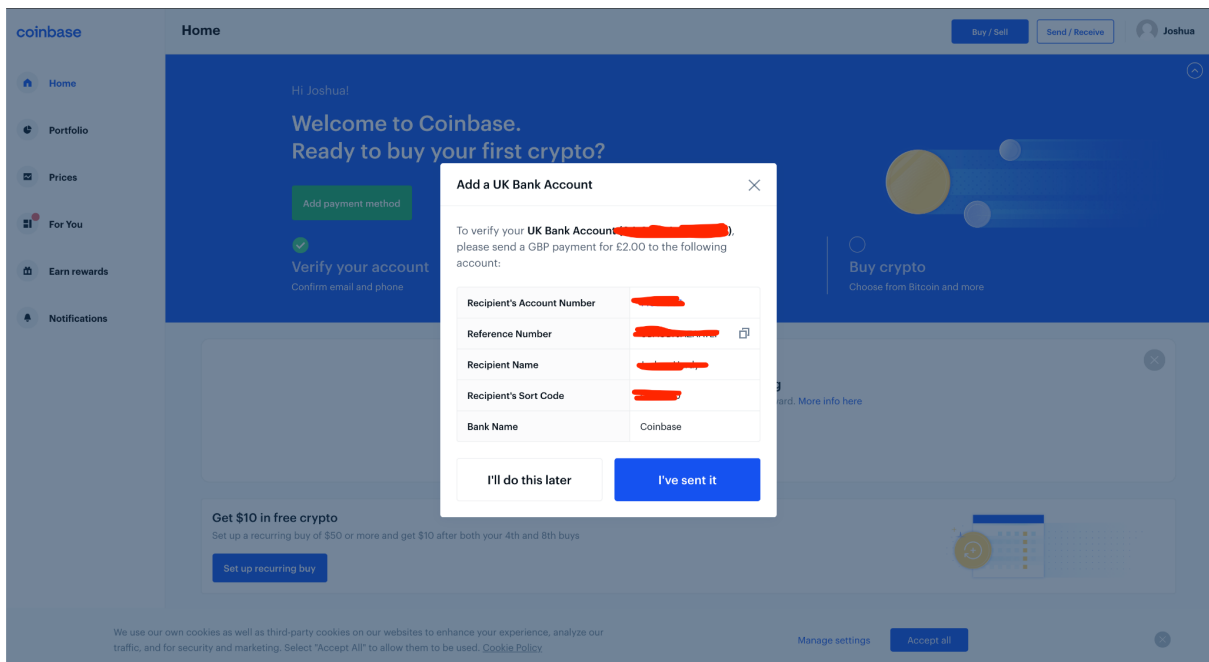 coinbase
Home
Buy / Sell
Send / Receive
Joshua
Home
Portfolio
Prices
For You
Earn rewards
Notifications
Hi Joshua!
Welcome to Coinbase.
Ready to buy your first crypto?
Add payment method
Verify your account
Confirm email and phone
Buy crypto
Choose from Bitcoin and more
Add a UK Bank Account
To verify your UK Bank Account ),
please send a GBP payment for £2.00 to the following
account:
Recipient's Account Number
Reference Number
Recipient Name
Recipient's Sort Code
Bank Name Coinbase
I'll do this later
I've sent it
More info here
Get $10 in free crypto
Set up a recurring buy of $50 or more and get $10 after both your 4th and 8th buys
Set up recurring buy
We use our own cookies as well as third-party cookies on our websites to enhance your experience, analyze our
traffic, and for security and marketing. Select "Accept All" to allow them to be used. Cookie Policy
Manage settings
Accept all